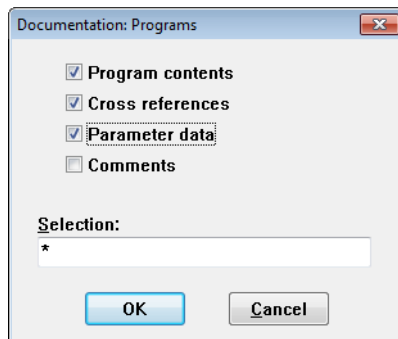 Documentation: Programs
Program contents
Cross references
Parameter data
Comments
Selection:
*
OK Cancel